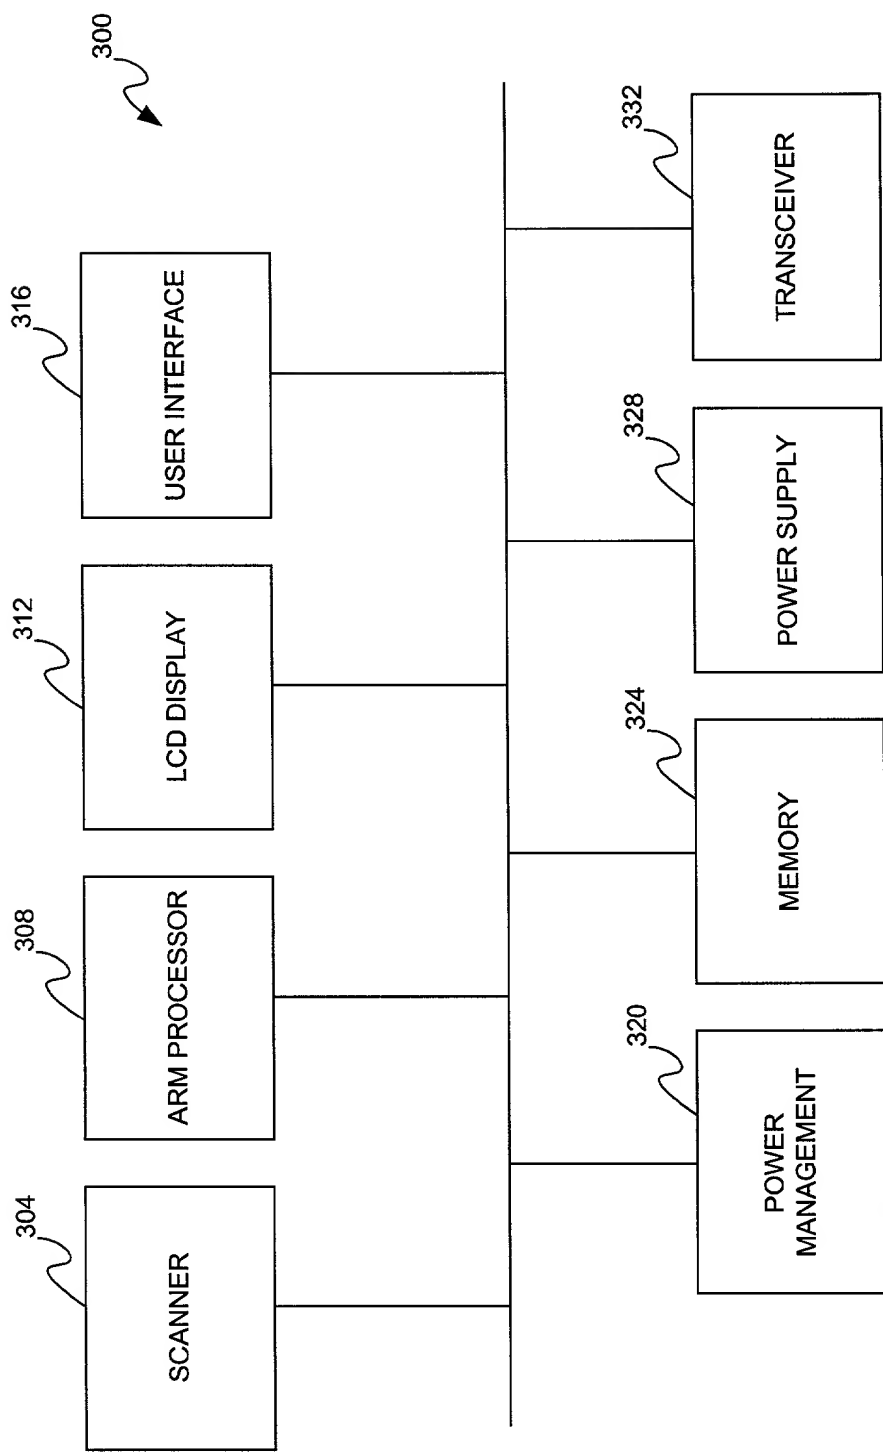 300
304
SCANNER
308
ARM PROCESSOR
312
LCD DISPLAY
316
USER INTERFACE
320
POWER
MANAGEMENT
324
MEMORY
328
POWER SUPPLY
332
TRANSCEIVER